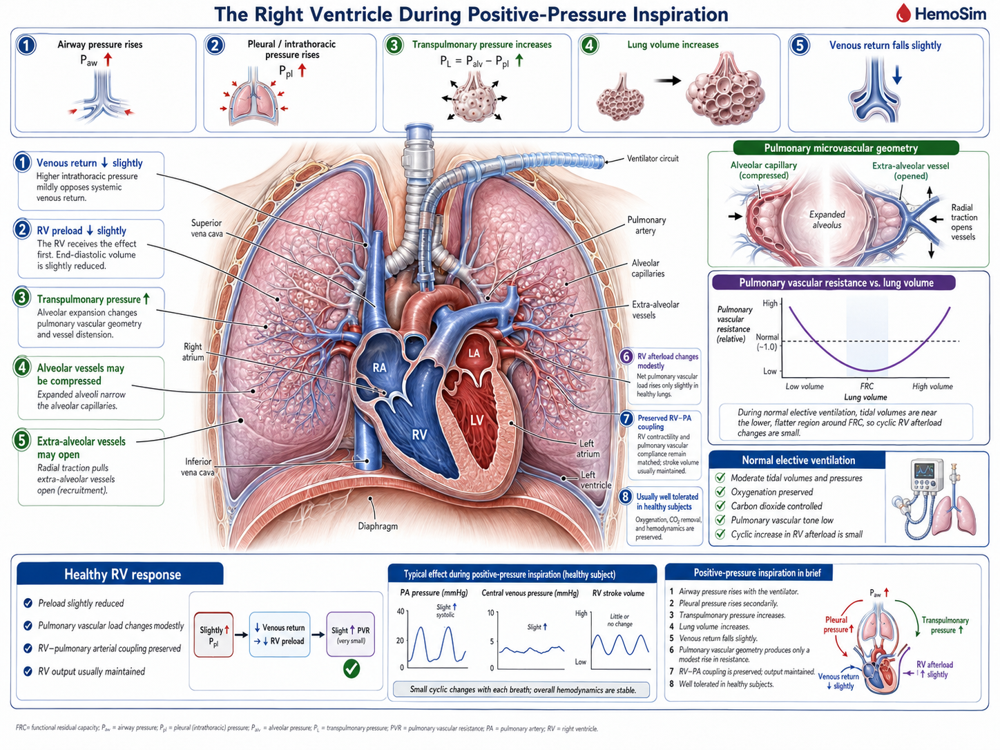 The Right Ventricle During Positive-Pressure Inspiration
HemoSim
1
Airway pressure rises
Paw ↑
2
Pleural / intrathoracic
pressure rises
Ppl ↑
3
Transpulmonary pressure increases
PL = Palv – Ppl ↑
4
Lung volume increases
5
Venous return falls slightly
1
Venous return ↓ slightly
Higher intrathoracic pressure
mildly opposes systemic
venous return.
2
RV preload ↓ slightly
The RV receives the effect
first. End-diastolic volume
is slightly reduced.
3
Transpulmonary pressure ↑
Alveolar expansion changes
pulmonary vascular geometry
and vessel distension.
4
Alveolar vessels may
be compressed
Expanded alveoli narrow
the alveolar capillaries.
5
Extra-alveolar vessels
may open
Radial traction pulls
extra-alveolar vessels
open (recruitment).
Superior
vena cava
Right
atrium
Inferior
vena cava
Diaphragm
RA
RV
LA
LV
Ventilator circuit
Pulmonary
artery
Alveolar
capillaries
Extra-alveolar
vessels
Left
atrium
Left
ventricle
6
RV afterload changes
modestly
Net pulmonary vascular
load rises only slightly in
healthy lungs.
7
Preserved RV–PA
coupling
RV contractility and
pulmonary vascular
compliance remain
matched; stroke volume
usually maintained.
8
Usually well tolerated
in healthy subjects
Oxygenation, CO2 removal,
and hemodynamics are
preserved.
Pulmonary microvascular geometry
Alveolar capillary
(compressed)
Extra-alveolar vessel
(opened)
Expanded
alveolus
Radial
traction
opens
vessels
Pulmonary vascular resistance vs. lung volume
Pulmonary
vascular
resistance
(relative)
High
Normal
(~1.0)
Low
Low volume
FRC
High volume
Lung volume
During normal elective ventilation, tidal volumes are near
the lower, flatter region around FRC, so cyclic RV afterload
changes are small.
Normal elective ventilation
Moderate tidal volumes and pressures
Oxygenation preserved
Carbon dioxide controlled
Pulmonary vascular tone low
Cyclic increase in RV afterload is small
Healthy RV response
Preload slightly reduced
Pulmonary vascular load changes modestly
RV–pulmonary arterial coupling preserved
RV output usually maintained
Slightly ↑
Ppl
↓ Venous return
→ ↓ RV preload
Slight ↑ PVR
(very small)
Typical effect during positive-pressure inspiration (healthy subject)
PA pressure (mmHg)
40
20
0
Slight ↑
systolic
Central venous pressure (mmHg)
10
5
0
Slight ↑
RV stroke volume
High
Low
Little or
no change
Small cyclic changes with each breath; overall hemodynamics are stable.
Positive-pressure inspiration in brief
1 Airway pressure rises with the ventilator.
2 Pleural pressure rises secondarily.
3 Transpulmonary pressure increases.
4 Lung volume increases.
5 Venous return falls slightly.
6 Pulmonary vascular geometry produces only a
modest rise in resistance.
7 RV–PA coupling is preserved; output maintained.
8 Well tolerated in healthy subjects.
Paw ↑
Pleural
pressure ↑
Transpulmonary
pressure ↑
Venous return
↓ slightly
RV afterload
↑ slightly
FRC= functional residual capacity; Paw = airway pressure; Ppl = pleural (intrathoracic) pressure; Palv = alveolar pressure; PL = transpulmonary pressure; PVR = pulmonary vascular resistance; PA = pulmonary artery; RV = right ventricle.